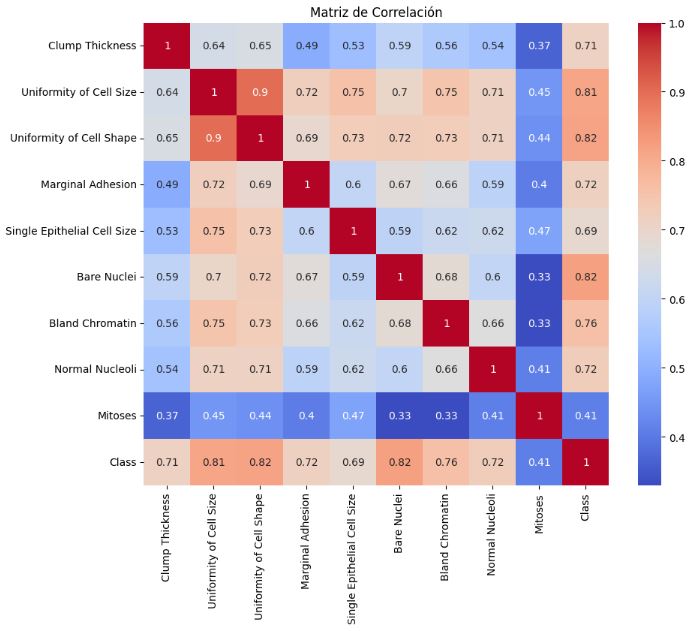 Matriz de Correlación
Clump Thickness 1 0.64 0.65 0.49 0.53 0.59 0.56 0.54 0.37 0.71
Uniformity of Cell Size 0.64 1 0.9 0.72 0.75 0.7 0.75 0.71 0.45 0.81
Uniformity of Cell Shape 0.65 0.9 1 0.69 0.73 0.72 0.73 0.71 0.44 0.82
Marginal Adhesion 0.49 0.72 0.69 1 0.6 0.67 0.66 0.59 0.4 0.72
Single Epithelial Cell Size 0.53 0.75 0.73 0.6 1 0.59 0.62 0.62 0.47 0.69
Bare Nuclei 0.59 0.7 0.72 0.67 0.59 1 0.68 0.6 0.33 0.82
Bland Chromatin 0.56 0.75 0.73 0.66 0.62 0.68 1 0.66 0.33 0.76
Normal Nucleoli 0.54 0.71 0.71 0.59 0.62 0.6 0.66 1 0.41 0.72
Mitoses 0.37 0.45 0.44 0.4 0.47 0.33 0.33 0.41 1 0.41
Class 0.71 0.81 0.82 0.72 0.69 0.82 0.76 0.72 0.41 1
Clump Thickness
Uniformity of Cell Size
Uniformity of Cell Shape
Marginal Adhesion
Single Epithelial Cell Size
Bare Nuclei
Bland Chromatin
Normal Nucleoli
Mitoses
Class
1.0
0.9
0.8
0.7
0.6
0.5
0.4